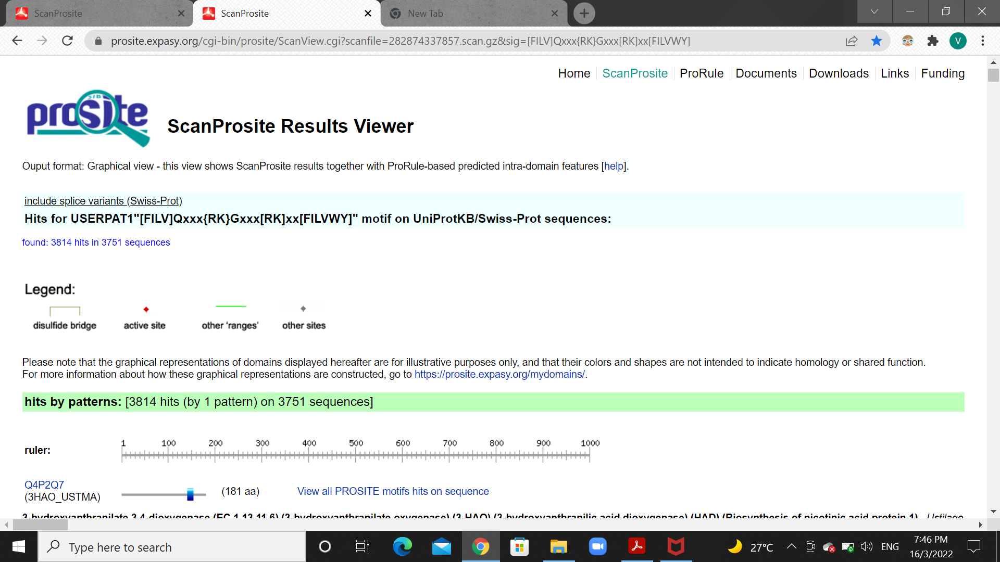 ScanProsite
ScanProsite
New Tab
prosite.expasy.org/cgi-bin/prosite/ScanView.cgi?scanfile=282874337857.scan.gz&sig=[FILV]Qxxx{RK}Gxxx[RK]xx[FILVWY]
V
Home ScanProsite ProRule Documents Downloads Links Funding
SIB
prosite
ScanProsite Results Viewer
Ouput format: Graphical view - this view shows ScanProsite results together with ProRule-based predicted intra-domain features [help].
include splice variants (Swiss-Prot)
Hits for USERPAT1"[FILV]Qxxx{RK}Gxxx[RK]xx[FILVWY]" motif on UniProtKB/Swiss-Prot sequences:
found: 3814 hits in 3751 sequences
Legend:
disulfide bridge active site other 'ranges' other sites
Please note that the graphical representations of domains displayed hereafter are for illustrative purposes only, and that their colors and shapes are not intended to indicate homology or shared function.
For more information about how these graphical representations are constructed, go to https://prosite.expasy.org/mydomains/.
hits by patterns: [3814 hits (by 1 pattern) on 3751 sequences]
1 100 200 300 400 500 600 700 800 900 1000
ruler:
Q4P2Q7
(3HAO_USTMA)
(181 aa)
View all PROSITE motifs hits on sequence
3-hydroxyanthranilate 3,4-dioxygenase (EC 1.13.11.6) (3-hydroxyanthranilate oxygenase) (3-HAO) (3-hydroxyanthranilic acid dioxygenase) (HAD) (Biosynthesis of nicotinic acid protein 1) Ustilago
Type here to search
27°C
ENG
7:46 PM
16/3/2022